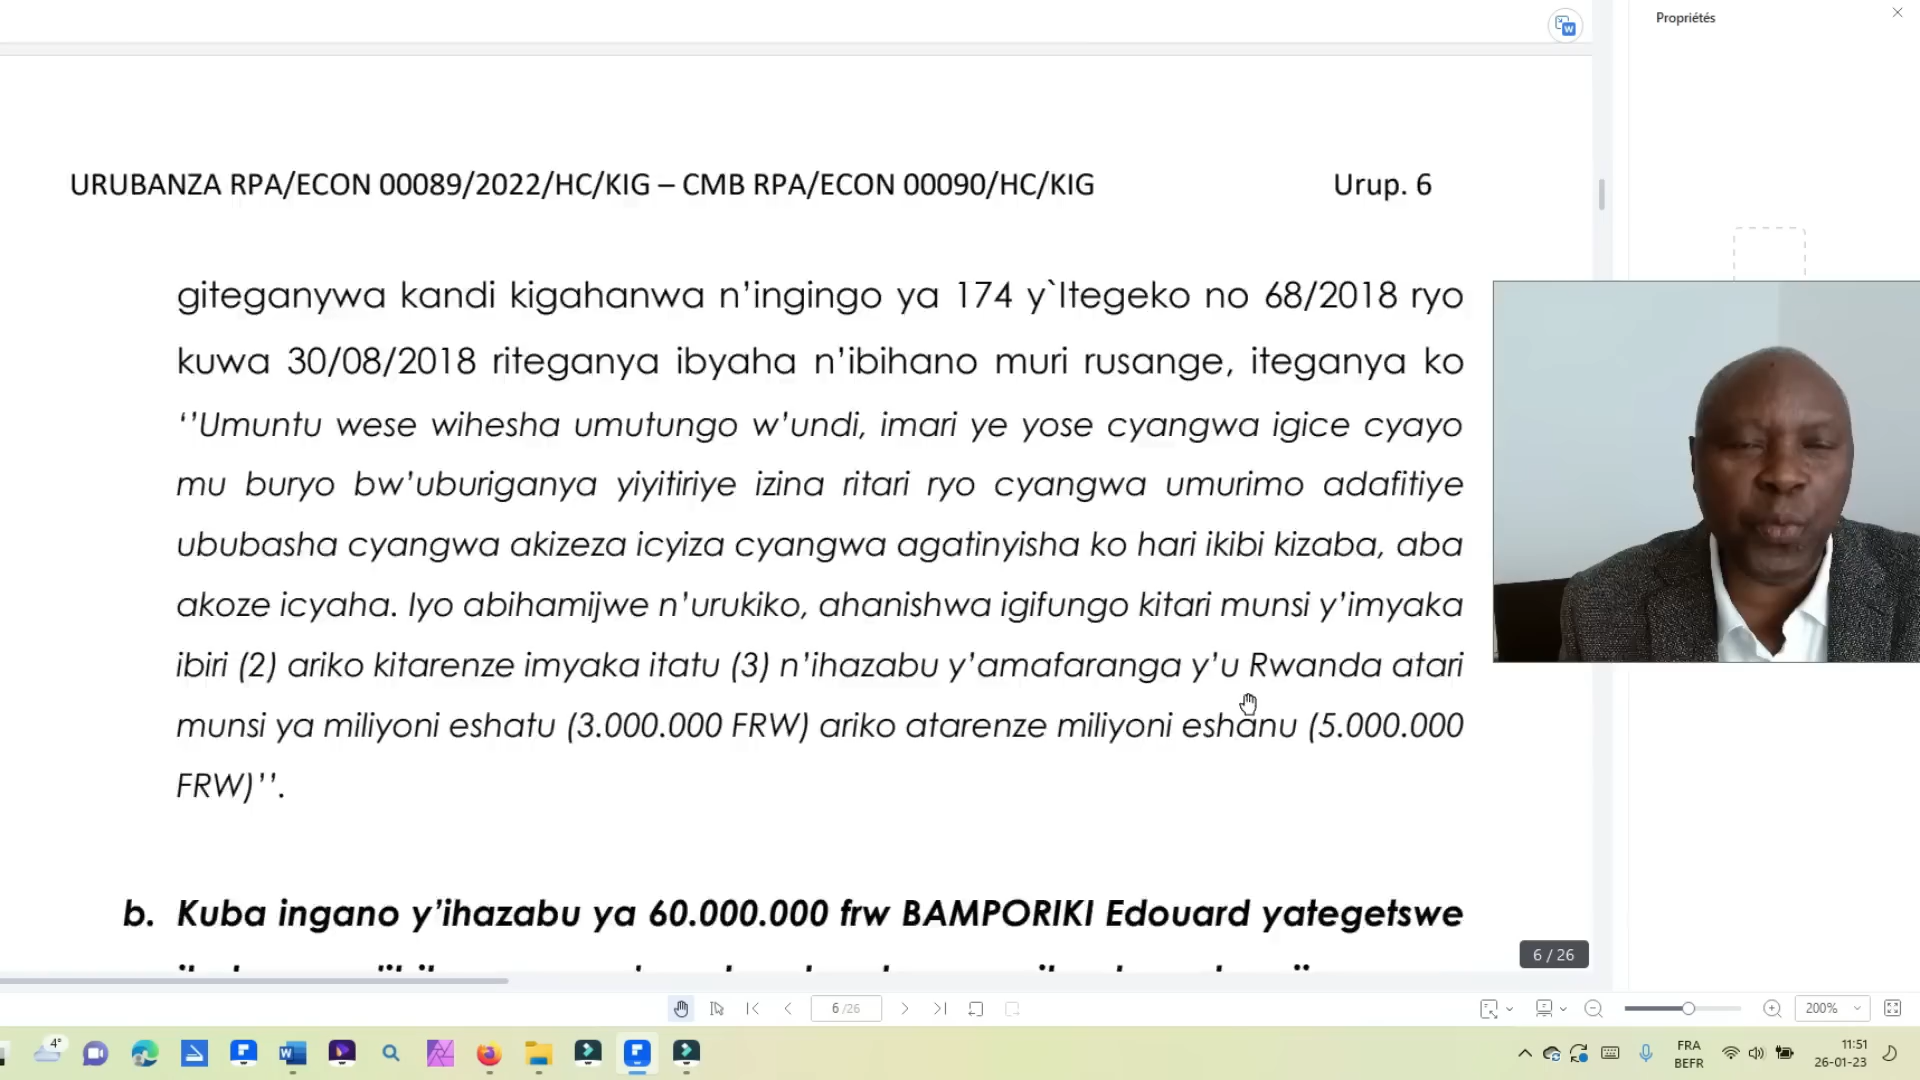 Propriétés
URUBANZA RPA/ECON 00089/2022/HC/KIG – CMB RPA/ECON 00090/HC/KIG Urup. 6
giteganywa kandi kigahanwa n’ingingo ya 174 y`Itegeko no 68/2018 ryo
kuwa 30/08/2018 riteganya ibyaha n’ibihano muri rusange, iteganya ko
‘’Umuntu wese wihesha umutungo w’undi, imari ye yose cyangwa igice cyayo
mu buryo bw’uburiganya yiyitiriye izina ritari ryo cyangwa umurimo adafitiye
ububasha cyangwa akizeza icyiza cyangwa agatinyisha ko hari ikibi kizaba, aba
akoze icyaha. Iyo abihamijwe n’urukiko, ahanishwa igifungo kitari munsi y’imyaka
ibiri (2) ariko kitarenze imyaka itatu (3) n’ihazabu y’amafaranga y’u Rwanda atari
munsi ya miliyoni eshatu (3.000.000 FRW) ariko atarenze miliyoni eshanu (5.000.000
FRW)’’.
b. Kuba ingano y’ihazabu ya 60.000.000 frw BAMPORIKI Edouard yategetswe
6 / 26
6 /26
200%
4°
FRA
BEFR
11:51
26-01-23